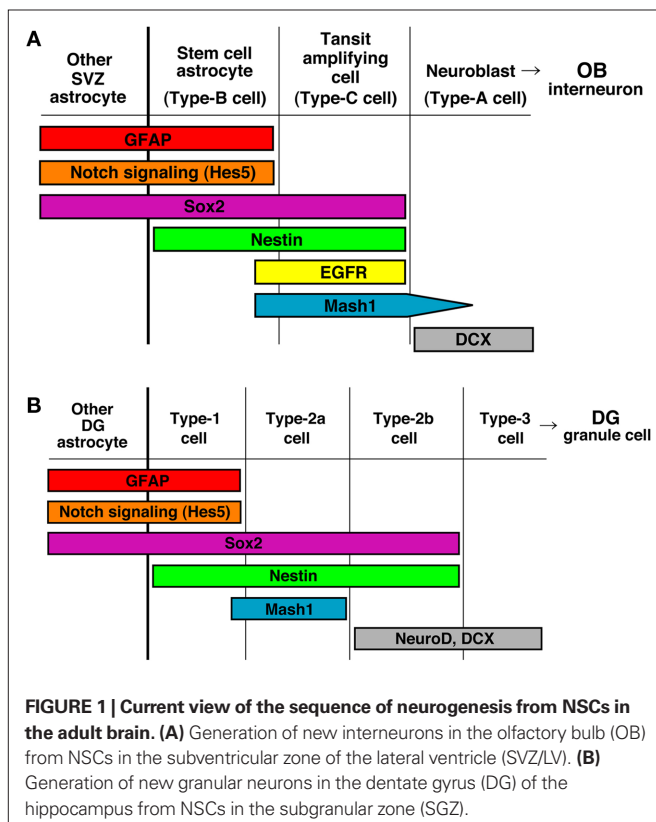 A
Other
SVZ
astrocyte
Stem cell
astrocyte
(Type-B cell)
Tansit
amplifying
cell
(Type-C cell)
Neuroblast →
(Type-A cell)
OB
interneuron
GFAP
Notch signaling (Hes5)
Sox2
Nestin
EGFR
Mash1
DCX
B
Other
DG
astrocyte
Type-1
cell
Type-2a
cell
Type-2b
cell
Type-3
cell →
DG
granule cell
GFAP
Notch signaling (Hes5)
Sox2
Nestin
Mash1
NeuroD, DCX
FIGURE 1 | Current view of the sequence of neurogenesis from NSCs in
the adult brain. (A) Generation of new interneurons in the olfactory bulb (OB)
from NSCs in the subventricular zone of the lateral ventricle (SVZ/LV). (B)
Generation of new granular neurons in the dentate gyrus (DG) of the
hippocampus from NSCs in the subgranular zone (SGZ).